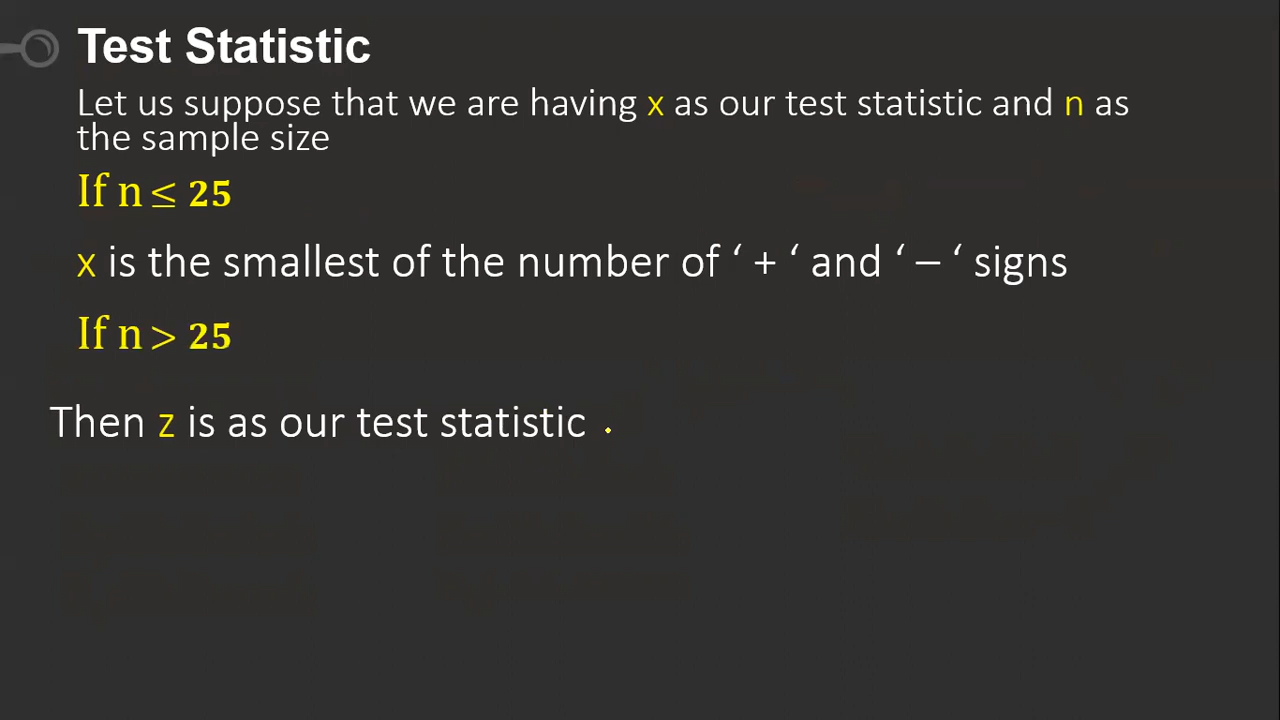 Test Statistic
Let us suppose that we are having x as our test statistic and n as
the sample size
If n ≤ 25
x is the smallest of the number of ‘ + ‘ and ‘ – ‘ signs
If n > 25
Then z is as our test statistic .